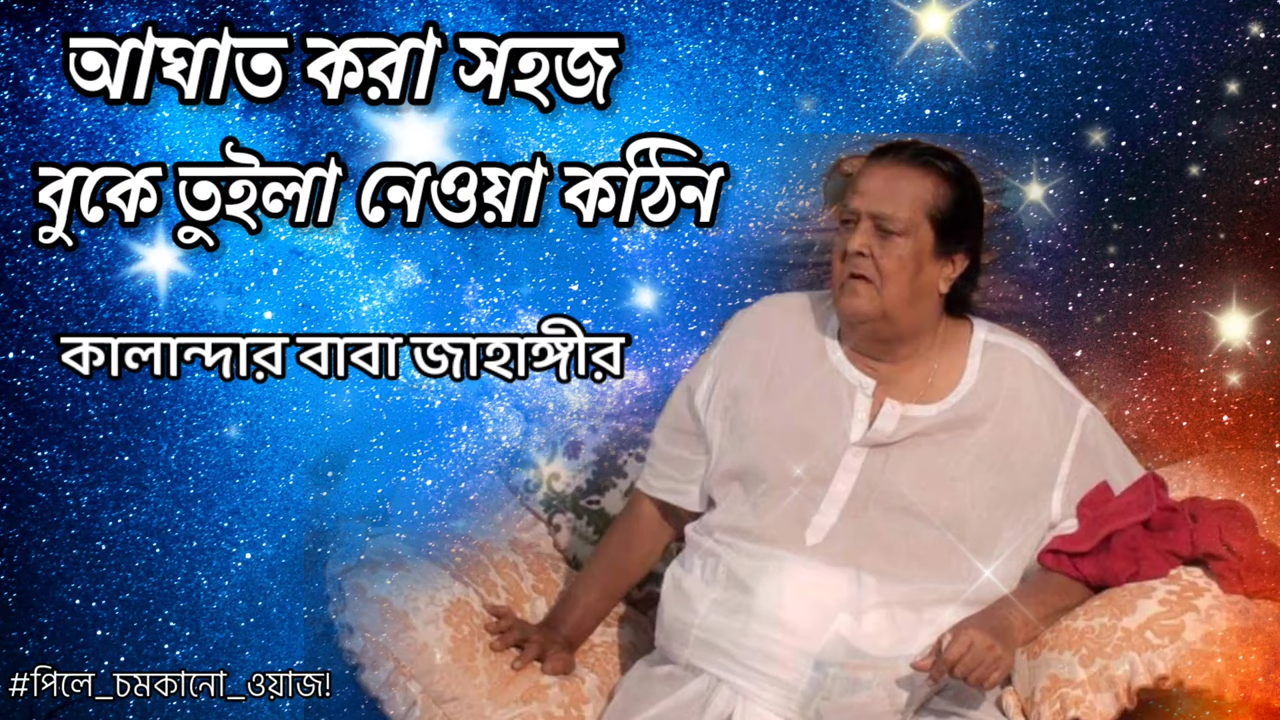 আঘাত করা সহজ
বুকে তুইলা নেওয়া কঠিন
কালান্দার বাবা জাহাঙ্গীর
#পিলে_চমকানো_ওয়াজ!